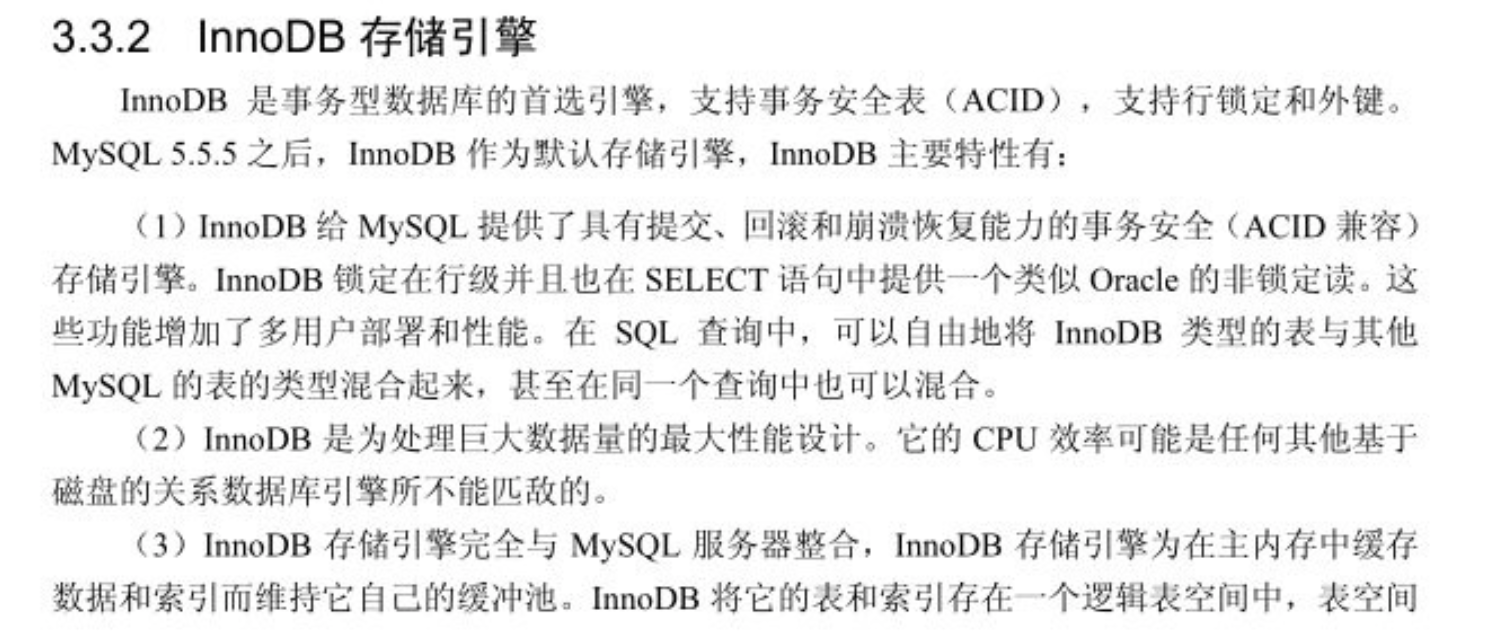 3.3.2 InnoDB 存储引擎
InnoDB 是事务型数据库的首选引擎，支持事务安全表（ACID），支持行锁定和外键。
MySQL 5.5.5 之后，InnoDB 作为默认存储引擎，InnoDB 主要特性有：
（1）InnoDB 给 MySQL 提供了具有提交、回滚和崩溃恢复能力的事务安全（ACID 兼容）
存储引擎。InnoDB 锁定在行级并且也在 SELECT 语句中提供一个类似 Oracle 的非锁定读。这
些功能增加了多用户部署和性能。在 SQL 查询中，可以自由地将 InnoDB 类型的表与其他
MySQL 的表的类型混合起来，甚至在同一个查询中也可以混合。
（2）InnoDB 是为处理巨大数据量的最大性能设计。它的 CPU 效率可能是任何其他基于
磁盘的关系数据库引擎所不能匹敌的。
（3）InnoDB 存储引擎完全与 MySQL 服务器整合，InnoDB 存储引擎为在主内存中缓存
数据和索引而维持它自己的缓冲池。InnoDB 将它的表和索引存在一个逻辑表空间中，表空间